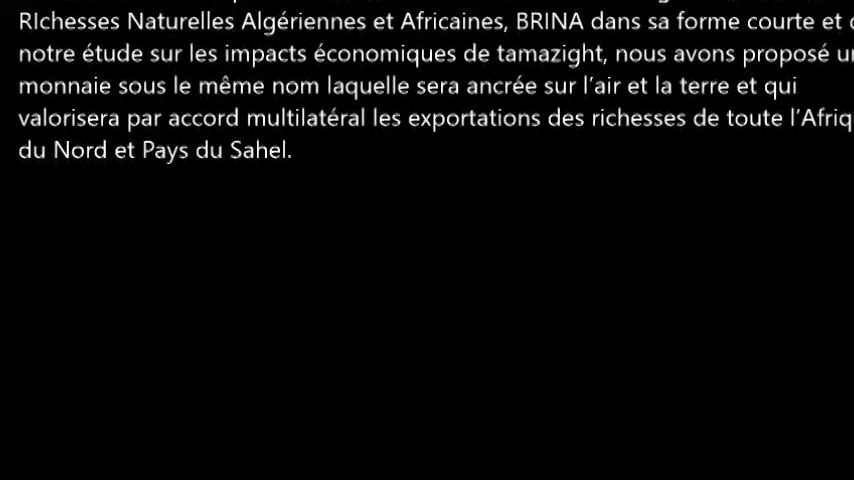 RIchesses Naturelles Algériennes et Africaines, BRINA dans sa forme courte et
notre étude sur les impacts économiques de tamazight, nous avons proposé
monnaie sous le même nom laquelle sera ancrée sur l’air et la terre et qui
valorisera par accord multilatéral les exportations des richesses de toute
du Nord et Pays du Sahel.